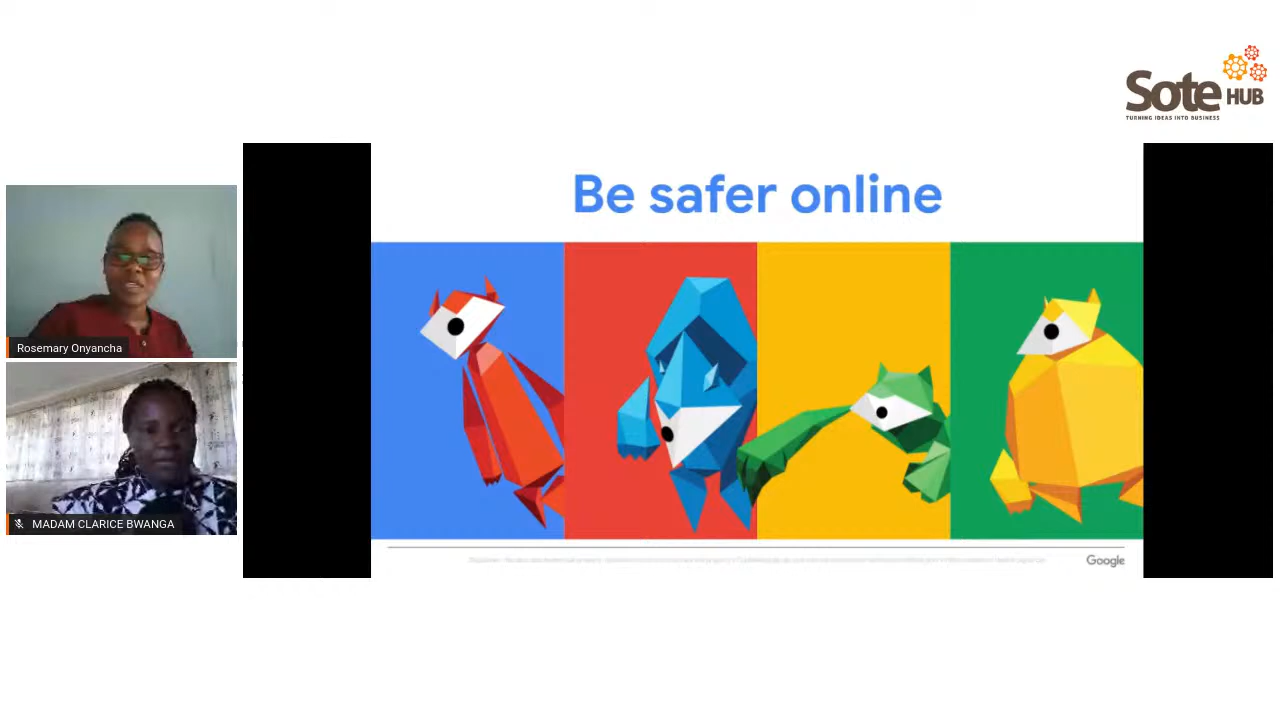 Sote HUB
TURNING IDEAS INTO BUSINESS
Be safer online
Rosemary Onyancha
MADAM CLARICE BWANGA
Google